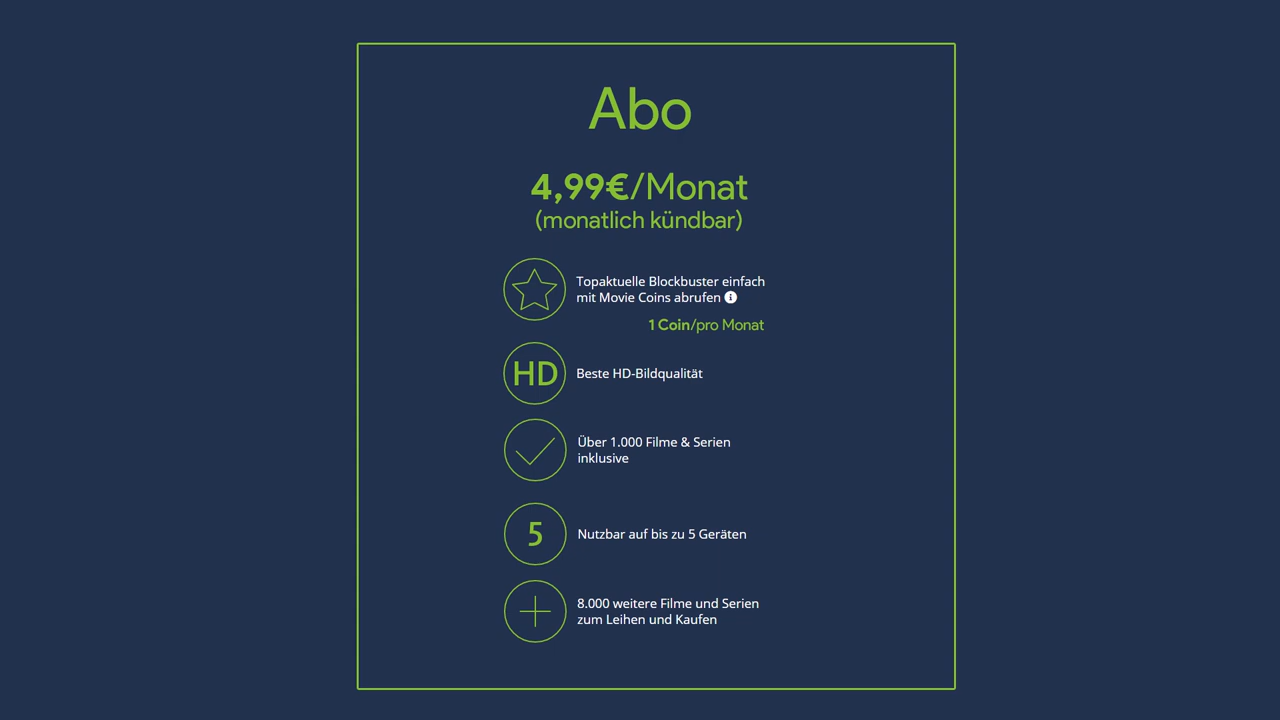 Abo
4,99€/Monat
(monatlich kündbar)
Topaktuelle Blockbuster einfach
mit Movie Coins abrufen
1 Coin/pro Monat
HD
Beste HD-Bildqualität
Über 1.000 Filme & Serien
inklusive
5
Nutzbar auf bis zu 5 Geräten
8.000 weitere Filme und Serien
zum Leihen und Kaufen